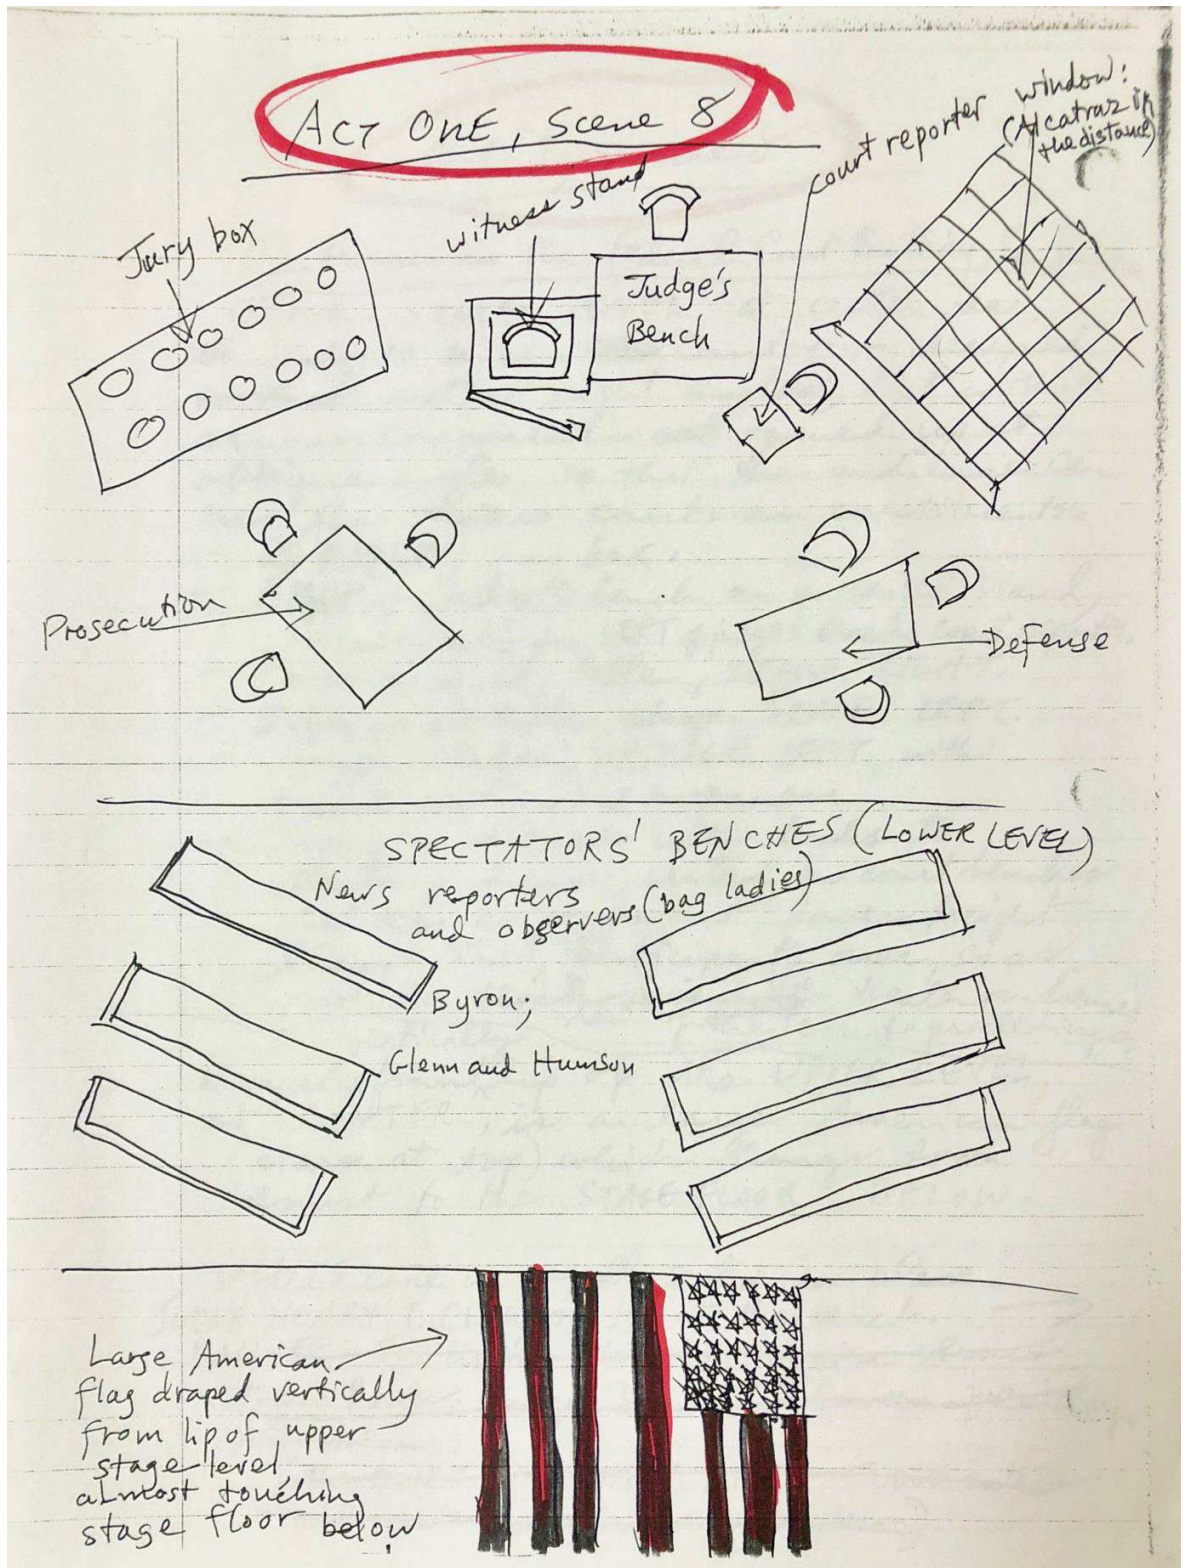 ACT ONE, Scene 8
window:
(Alcatraz in
the distance)
court reporter
witness stand
Jury box
Judge's
Bench
Prosecution
Defense
SPECTATORS' BENCHES (LOWER LEVEL)
News reporters
and observers (bag ladies)
Byron;
Glenn and Humson
Large American
flag draped vertically
from lip of upper
stage level,
almost touching
stage floor below